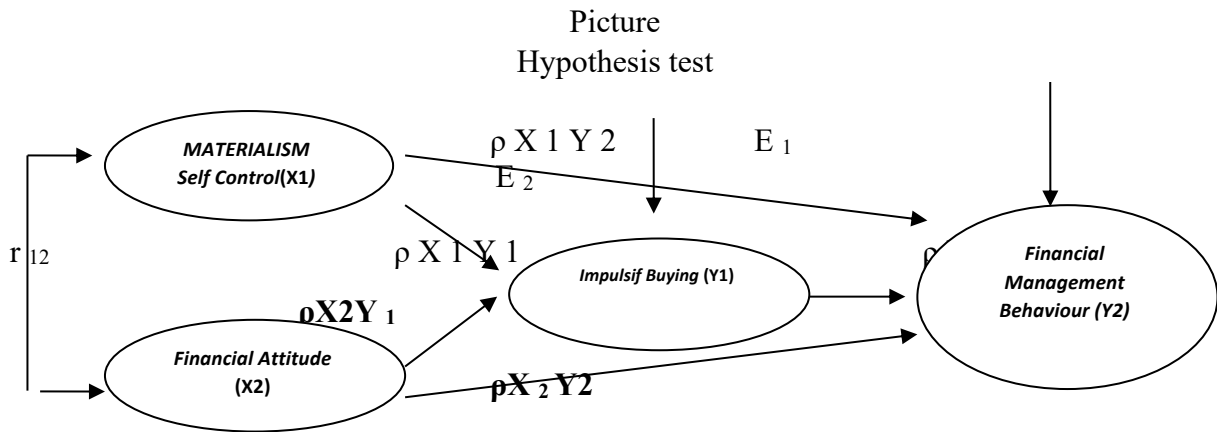 Picture
Hypothesis test
MATERIALISM
Self Control(X1)
ρ X 1 Y 2
E 1
E 2
r 12
ρ X 1 Y 1
Impulsif Buying (Y1)
ρ
Financial
Management
Behaviour (Y2)
ρX2Y 1
Financial Attitude
(X2)
ρX 2 Y2